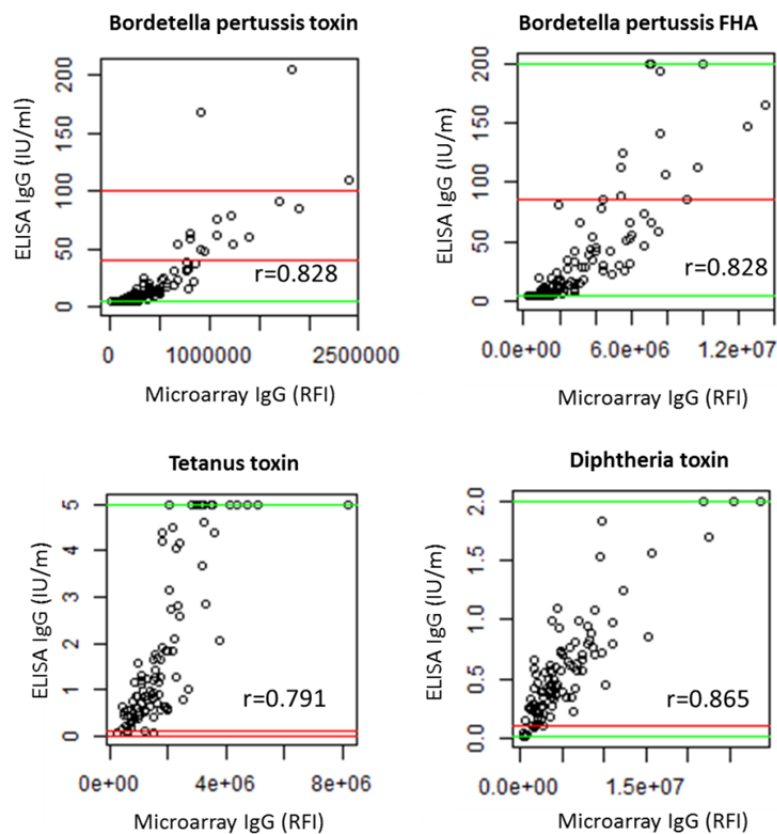 Bordetella pertussis toxin
ELISA IgG (IU/ml)
200
150
100
50
0
r=0.828
0 1000000 2500000
Microarray IgG (RFI)
Bordetella pertussis FHA
ELISA IgG (IU/m)
200
150
100
50
0
r=0.828
0.0e+00 6.0e+06 1.2e+07
Microarray IgG (RFI)
Tetanus toxin
ELISA IgG (IU/m)
5
4
3
2
1
0
r=0.791
0e+00 4e+06 8e+06
Microarray IgG (RFI)
Diphtheria toxin
ELISA IgG (IU/m)
2.0
1.5
1.0
0.5
0.0
r=0.865
0.0e+00 1.5e+07
Microarray IgG (RFI)